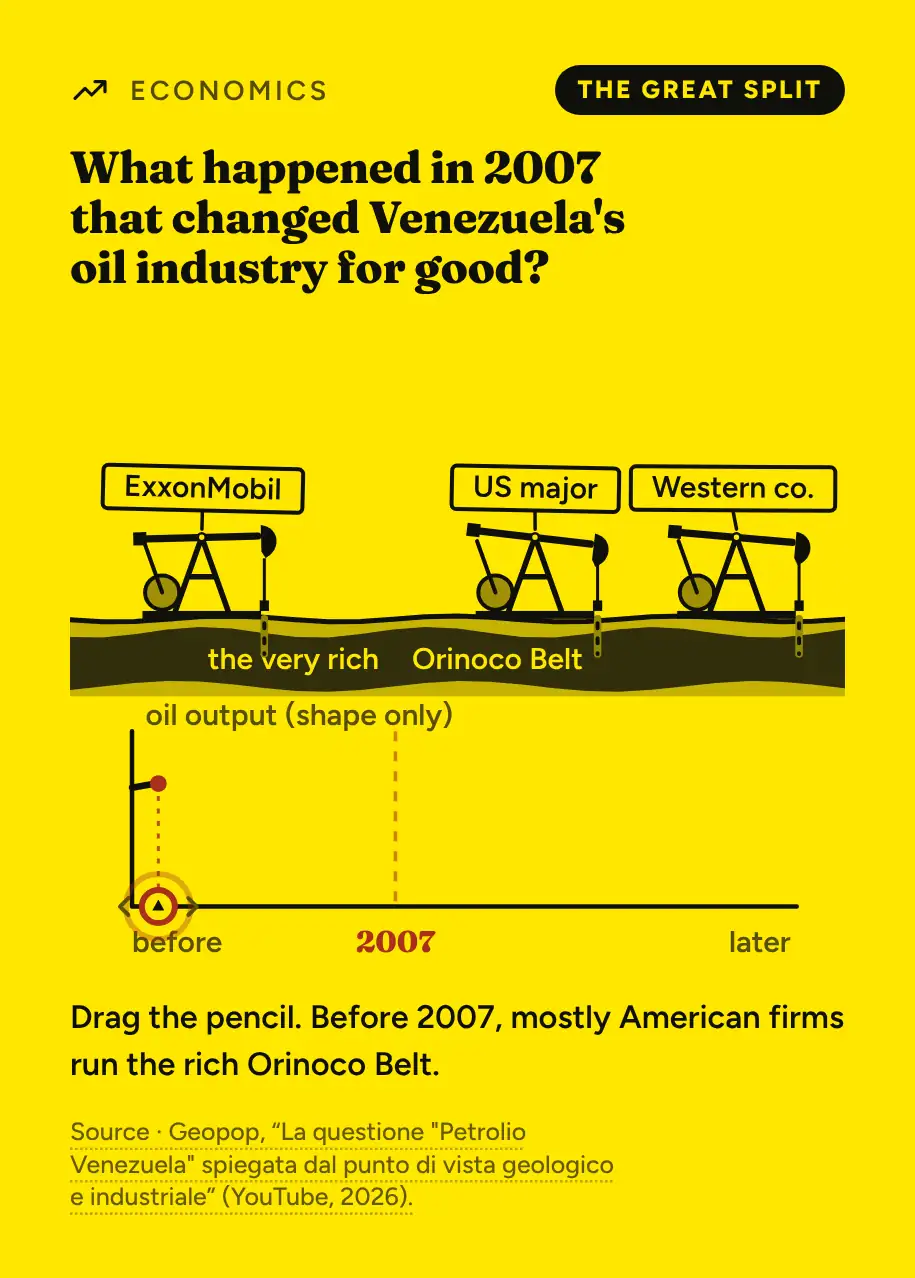 ECONOMICS
THE GREAT SPLIT
What happened in 2007
that changed Venezuela's
oil industry for good?
ExxonMobil
US major
Western co.
the very rich Orinoco Belt
oil output (shape only)
before
2007
later
Drag the pencil. Before 2007, mostly American firms
run the rich Orinoco Belt.
Source · Geopop, “La questione "Petrolio
Venezuela" spiegata dal punto di vista geologico
e industriale” (YouTube, 2026).